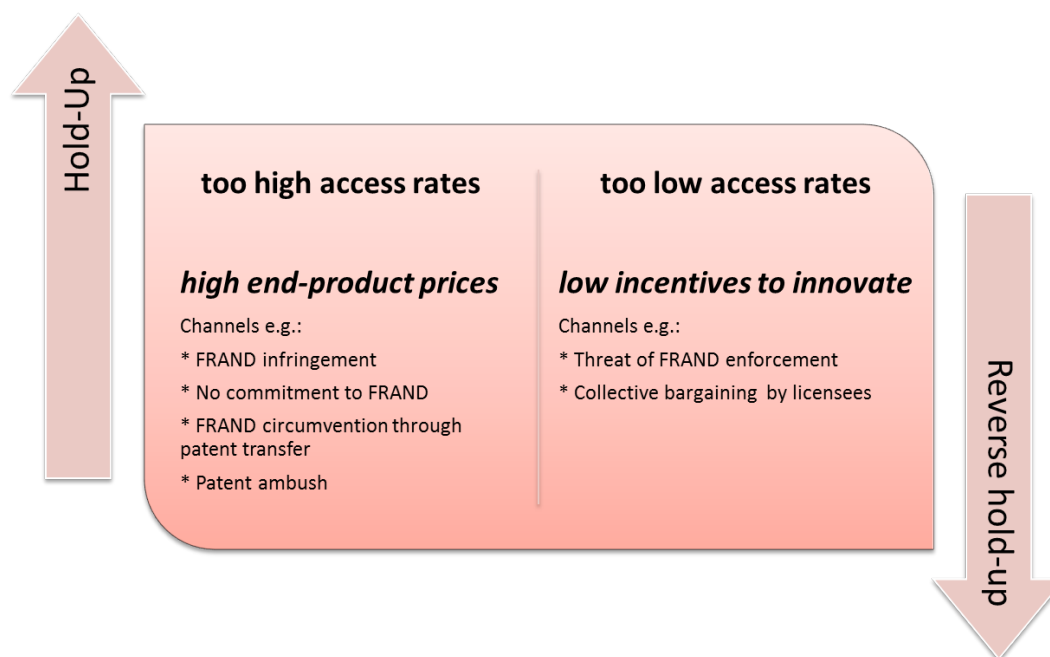 Hold-Up
too high access rates
high end-product prices
Channels e.g.:
* FRAND infringement
* No commitment to FRAND
* FRAND circumvention through
patent transfer
* Patent ambush
too low access rates
low incentives to innovate
Channels e.g.:
* Threat of FRAND enforcement
* Collective bargaining by licensees
Reverse hold-up